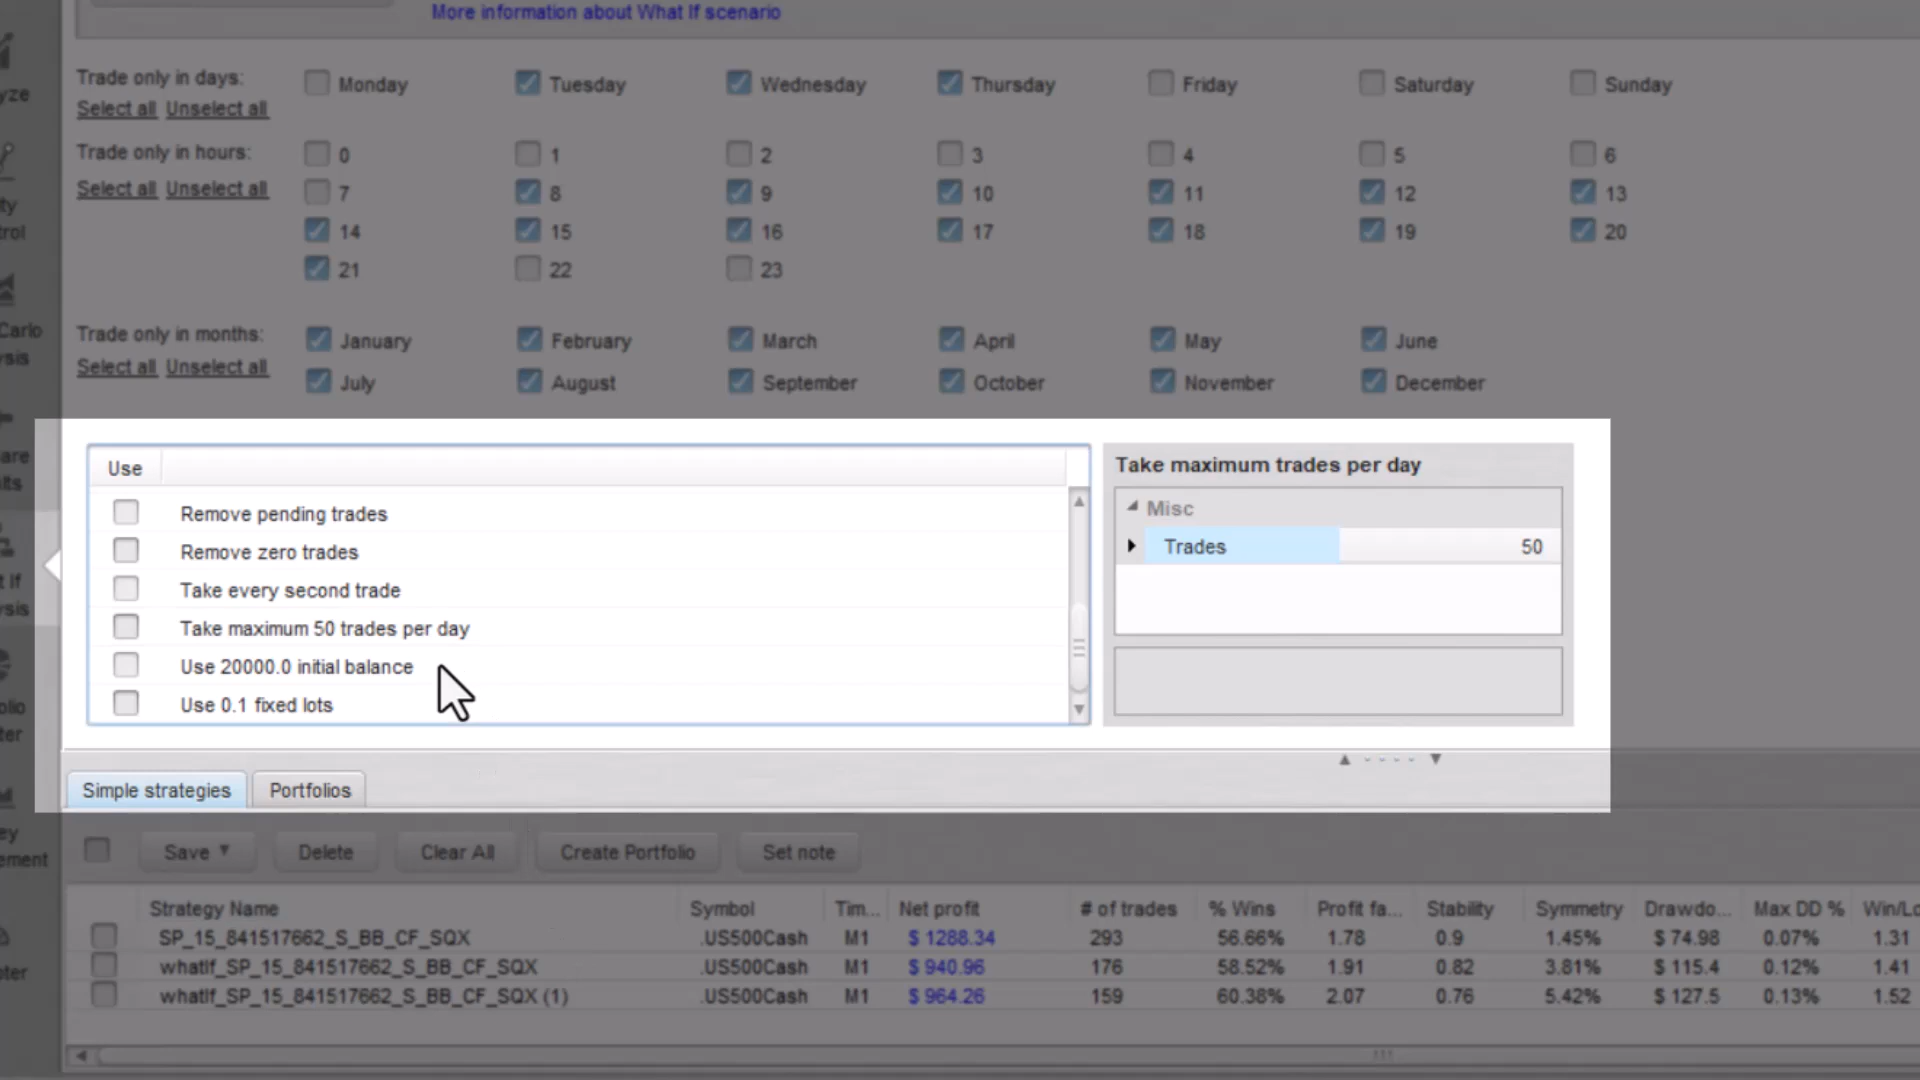 More information about What If scenario
Trade only in days: Monday Tuesday Wednesday Thursday Friday Saturday Sunday
Select all Unselect all
Trade only in hours: 0 1 2 3 4 5 6
Select all Unselect all 7 8 9 10 11 12 13
14 15 16 17 18 19 20
21 22 23
Trade only in months: January February March April May June
Select all Unselect all July August September October November December
Use
Take maximum trades per day
Misc
Trades 50
Remove pending trades
Remove zero trades
Take every second trade
Take maximum 50 trades per day
Use 20000.0 initial balance
Use 0.1 fixed lots
Simple strategies Portfolios
Save Delete Clear All Create Portfolio Set note
Strategy Name Symbol Tim... Net profit # of trades % Wins Profit fa... Stability Symmetry Drawdo... Max DD % Win/Lo
SP_15_841517662_S_BB_CF_SQX .US500Cash M1 $ 1288.34 293 56.66% 1.78 0.9 1.45% $ 74.98 0.07% 1.31
whatIf_SP_15_841517662_S_BB_CF_SQX .US500Cash M1 $ 940.96 176 58.52% 1.91 0.82 3.81% $ 115.4 0.12% 1.41
whatIf_SP_15_841517662_S_BB_CF_SQX (1) .US500Cash M1 $ 964.26 159 60.38% 2.07 0.76 5.42% $ 127.5 0.13% 1.52